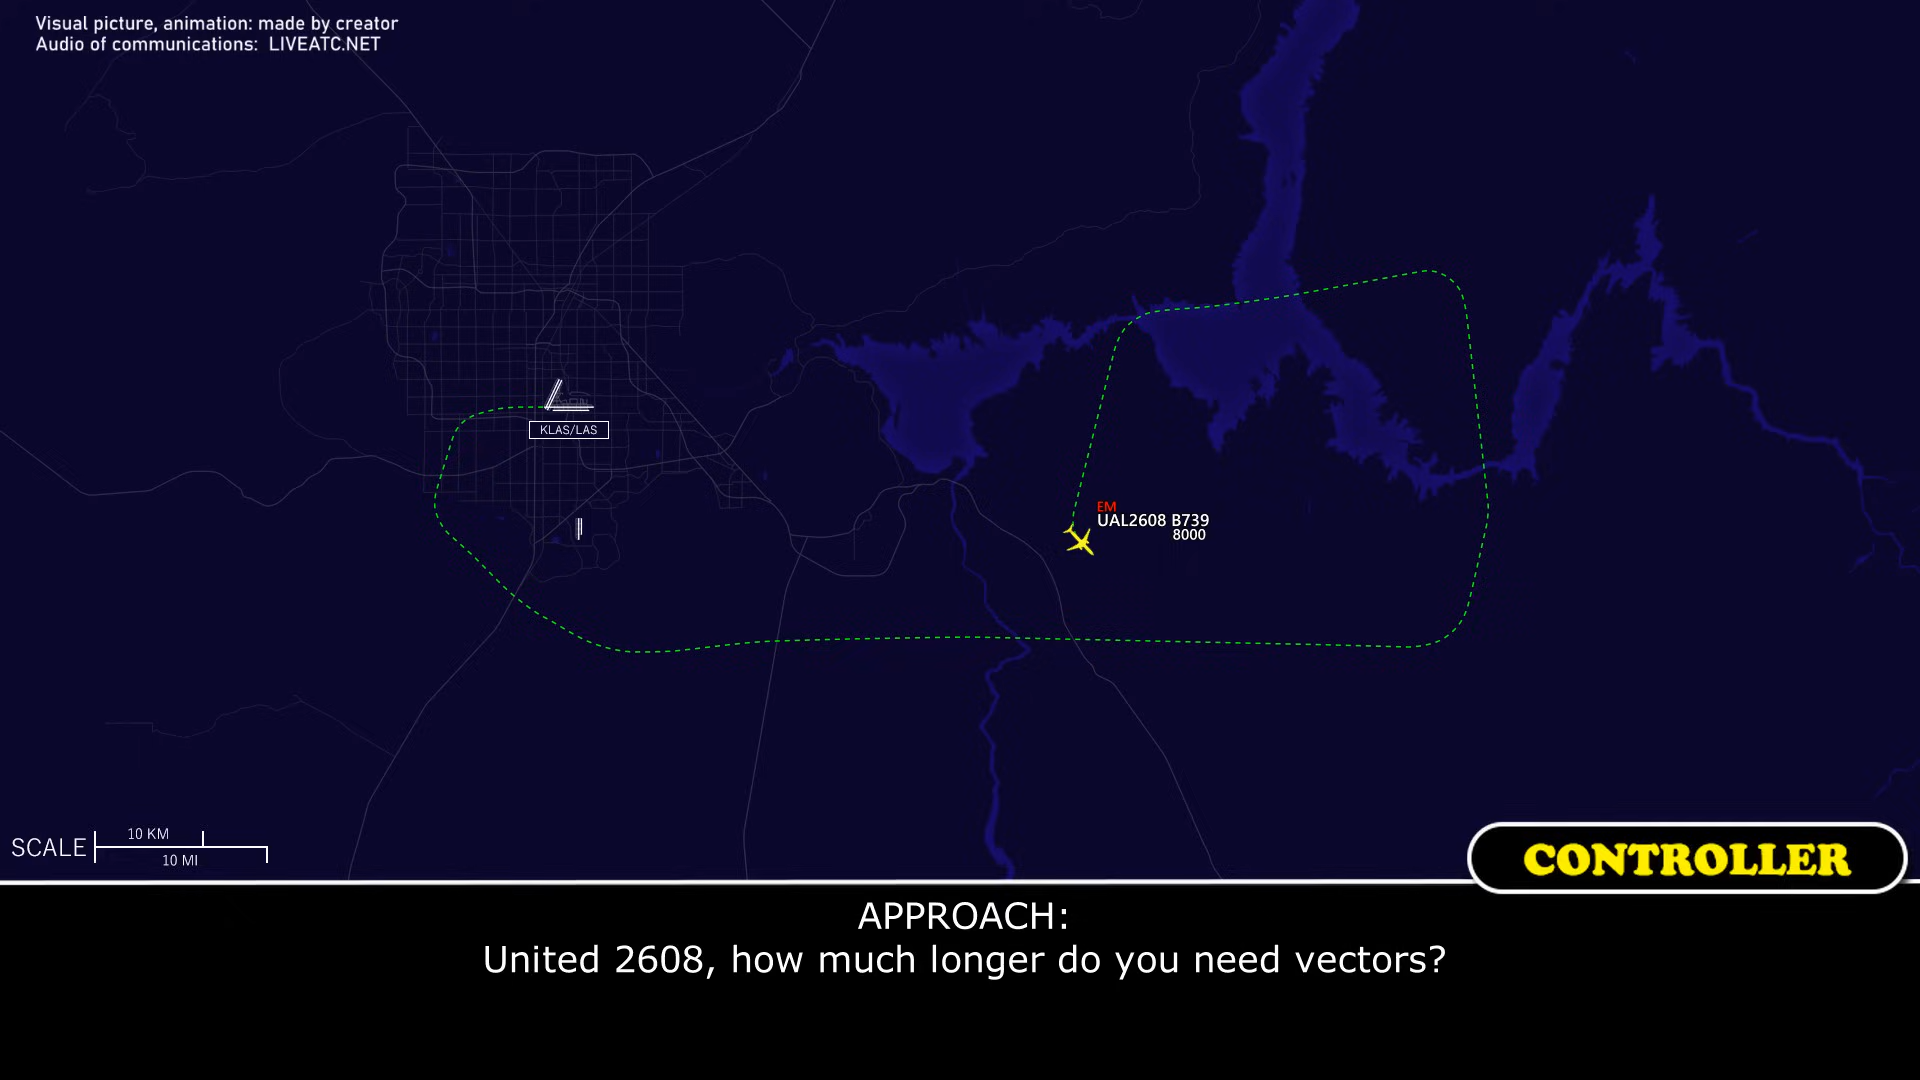 Visual picture, animation: made by creator
Audio of communications: LIVEATC.NET
KLAS/LAS
EM
UAL2608 B739
8000
SCALE
10 KM
10 MI
CONTROLLER
APPROACH:
United 2608, how much longer do you need vectors?